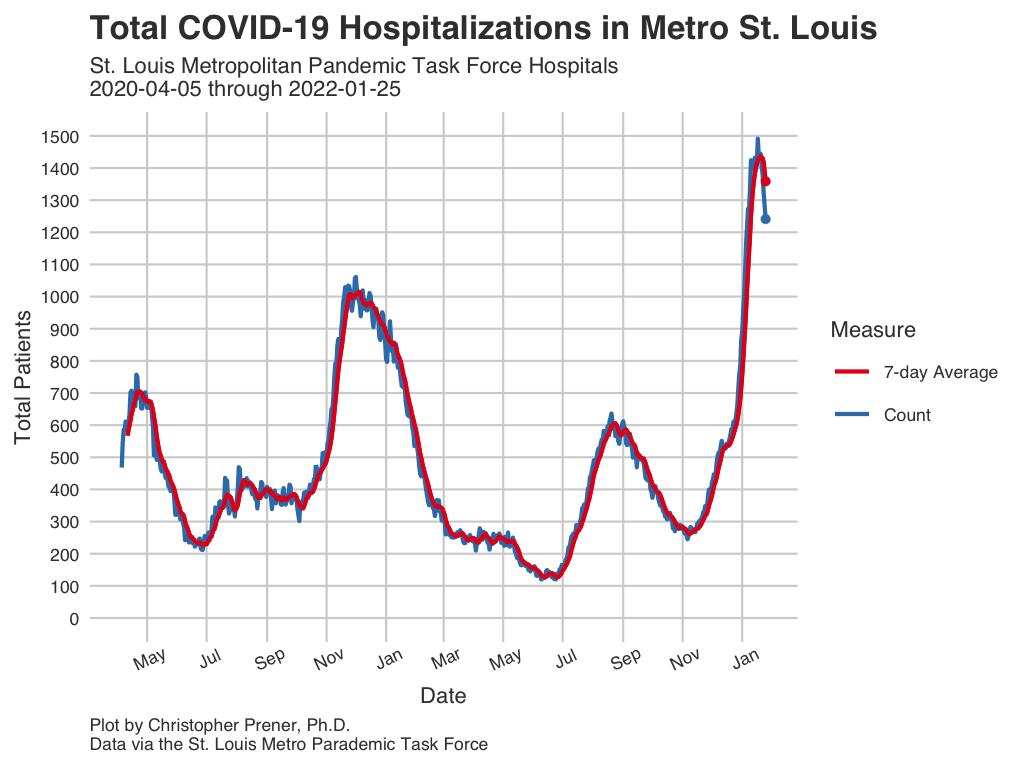 Total COVID-19 Hospitalizations in Metro St. Louis
St. Louis Metropolitan Pandemic Task Force Hospitals
2020-04-05 through 2022-01-25
Total Patients
1500
1400
1300
1200
1100
1000
900
800
700
600
500
400
300
200
100
0
May Jul Sep Nov Jan Mar May Jul Sep Nov Jan
Date
Measure
7-day Average
Count
Plot by Christopher Prener, Ph.D.
Data via the St. Louis Metro Parademic Task Force